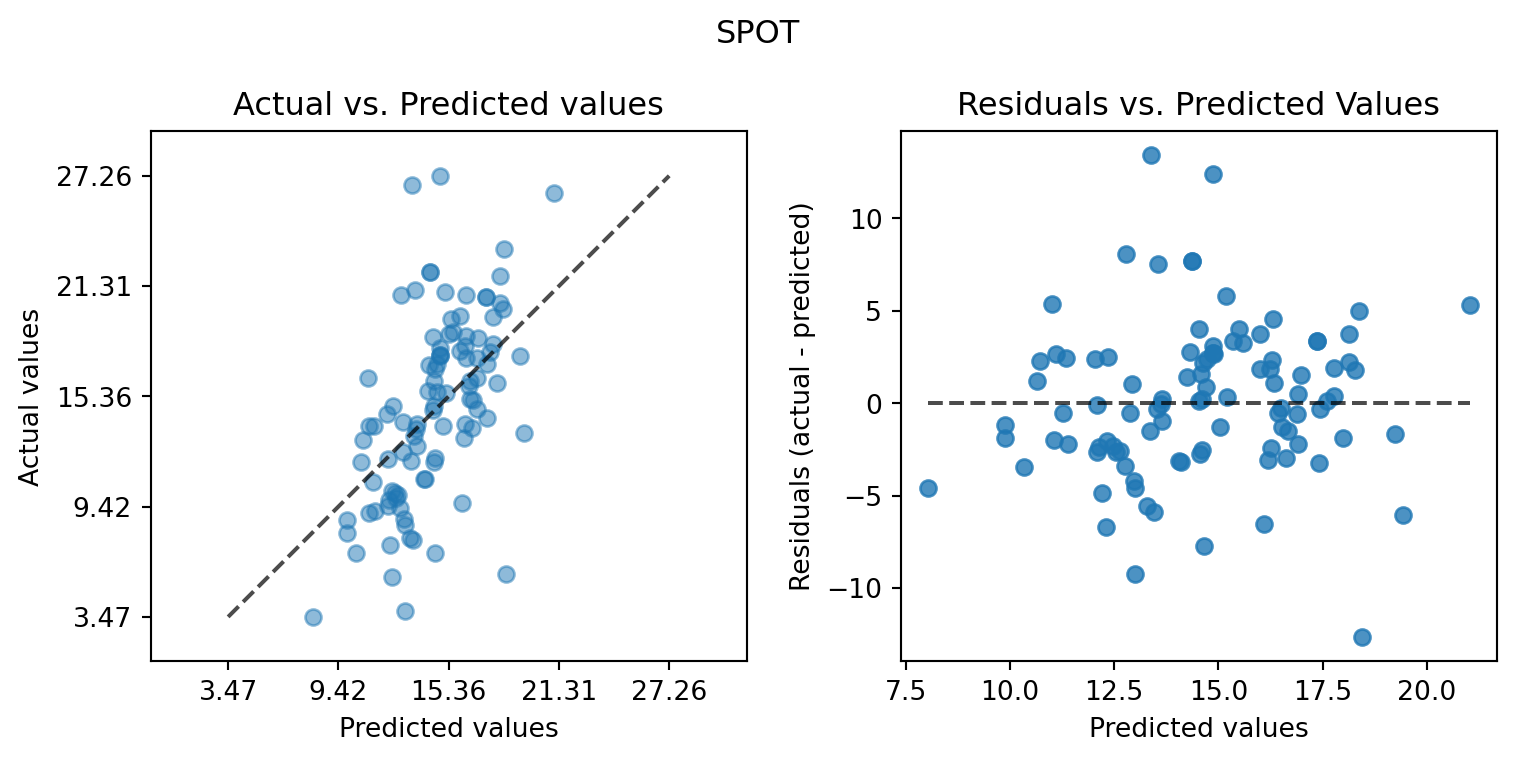 SPOT
Actual vs. Predicted values
Actual values
27.26
21.31
15.36
9.42
3.47
3.47 9.42 15.36 21.31 27.26
Predicted values
Residuals vs. Predicted Values
Residuals (actual - predicted)
10
5
0
−5
−10
7.5 10.0 12.5 15.0 17.5 20.0
Predicted values